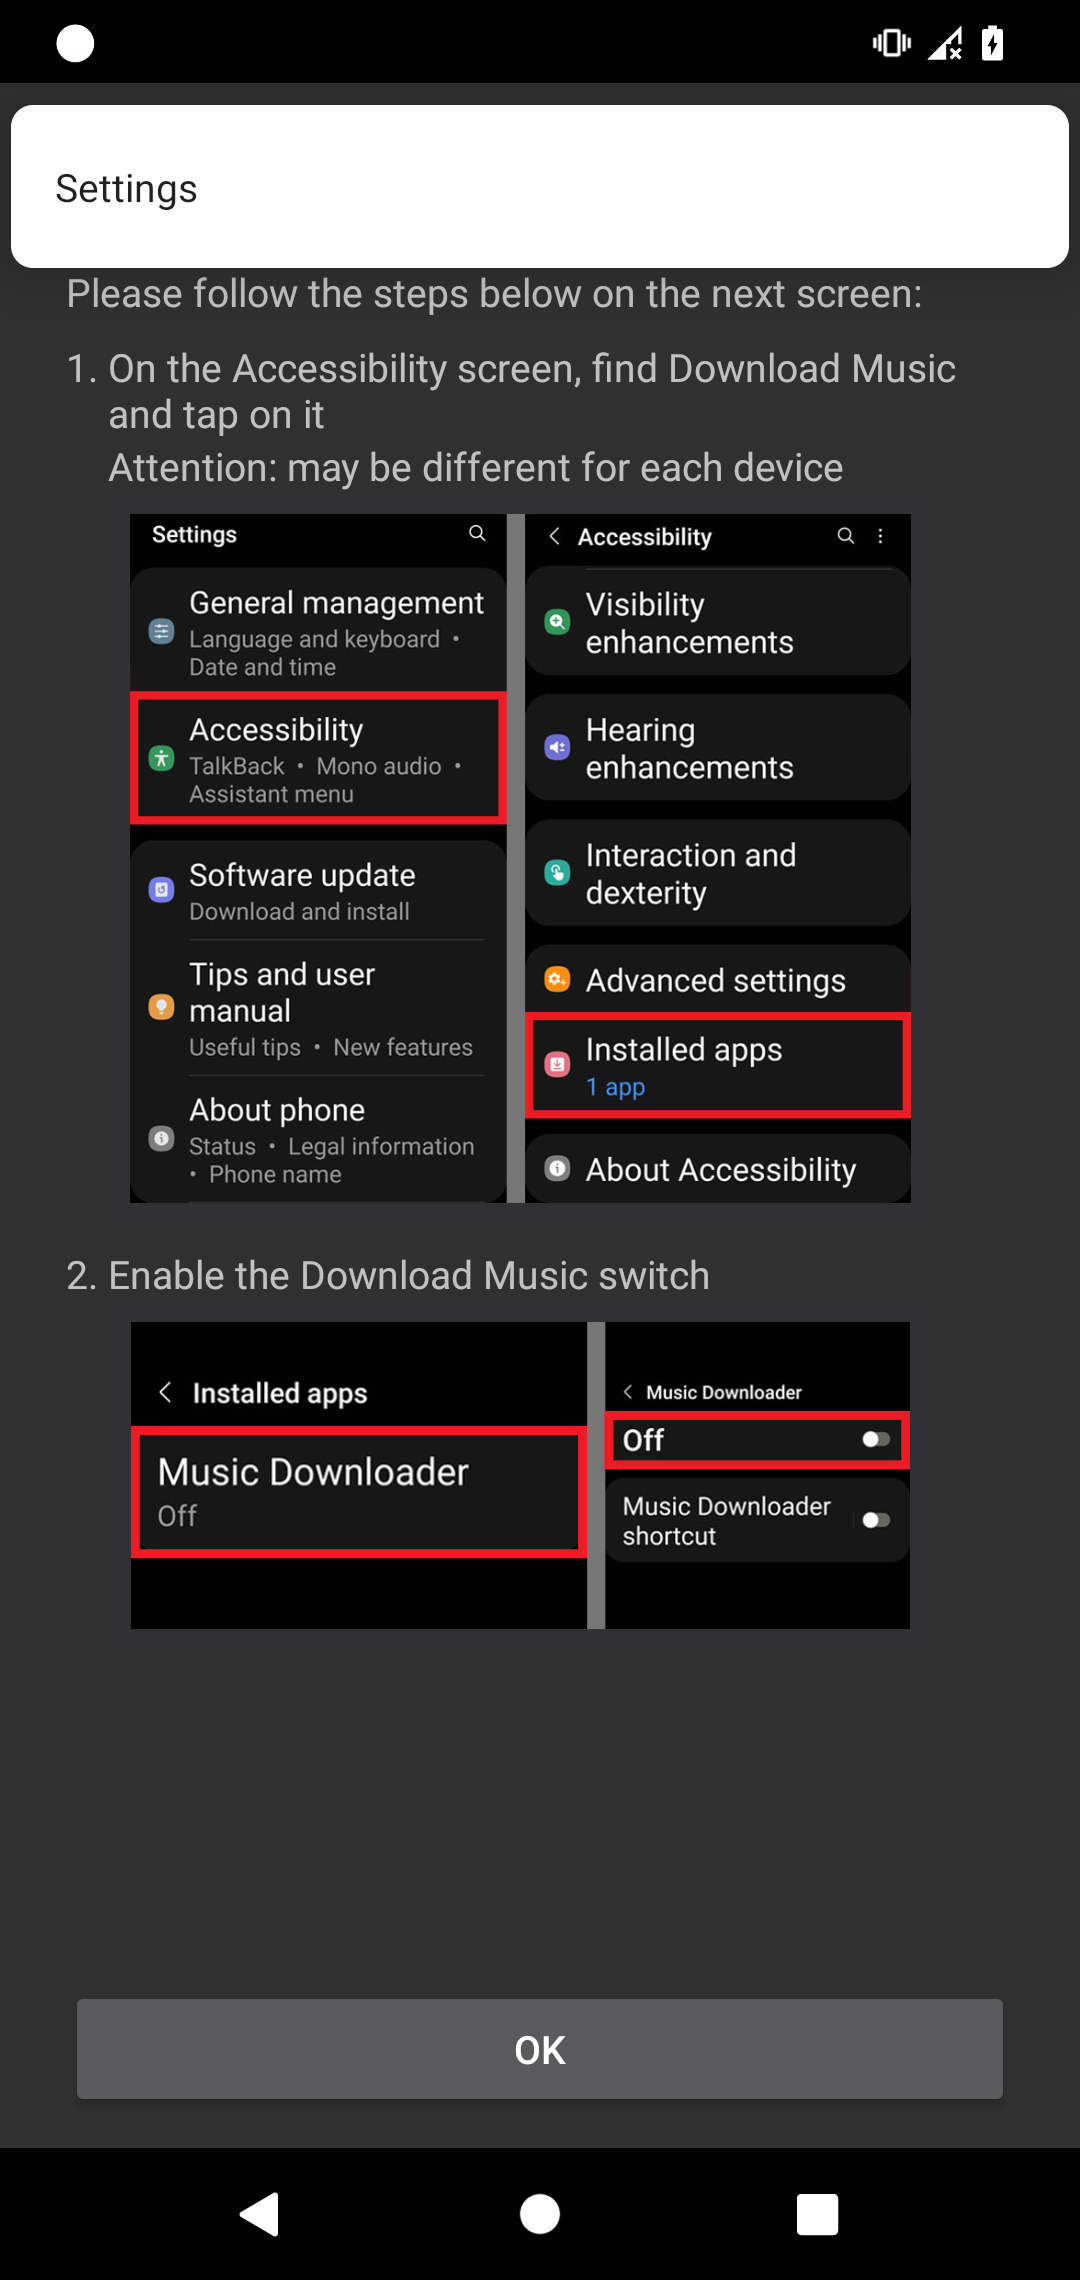 Settings
Please follow the steps below on the next screen:
1. On the Accessibility screen, find Download Music
and tap on it
Attention: may be different for each device
Settings
General management
Language and keyboard •
Date and time
Accessibility
TalkBack • Mono audio •
Assistant menu
Software update
Download and install
Tips and user
manual
Useful tips • New features
About phone
Status • Legal information
• Phone name
Accessibility
Visibility
enhancements
Hearing
enhancements
Interaction and
dexterity
Advanced settings
Installed apps
1 app
About Accessibility
2. Enable the Download Music switch
Installed apps
Music Downloader
Off
Music Downloader
Off
Music Downloader
shortcut
OK